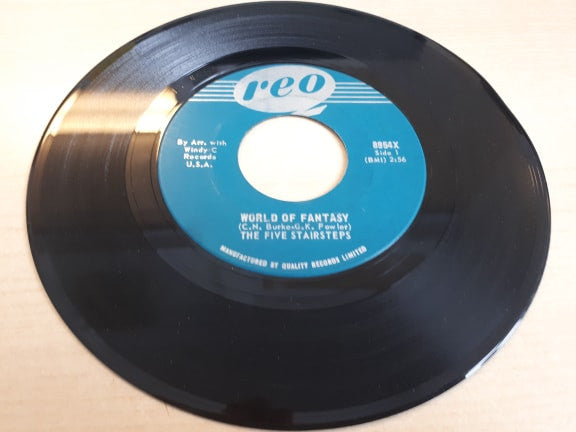 reo
By Arr. with
Windy C
Records
U.S.A.
8954X
Side 1
(BMI) 2:56
WORLD OF FANTASY
(C.N. Burke-G.K. Fowler)
THE FIVE STAIRSTEPS
MANUFACTURED BY QUALITY RECORDS LIMITED